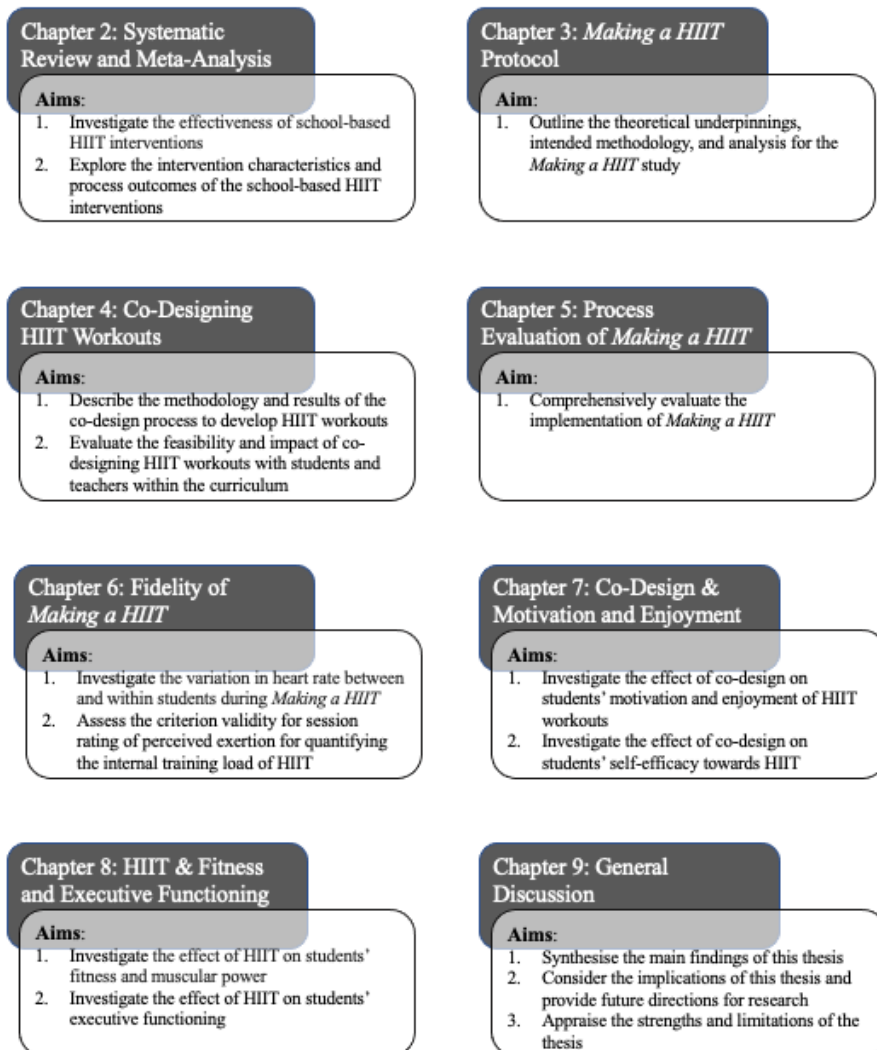 Chapter 2: Systematic
Review and Meta-Analysis
Aims:
1. Investigate the effectiveness of school-based
HIIT interventions
2. Explore the intervention characteristics and
process outcomes of the school-based HIIT
interventions
Chapter 3: Making a HIIT
Protocol
Aim:
1. Outline the theoretical underpinnings,
intended methodology, and analysis for the
Making a HIIT study
Chapter 4: Co-Designing
HIIT Workouts
Aims:
1. Describe the methodology and results of the
co-design process to develop HIIT workouts
2. Evaluate the feasibility and impact of co-
designing HIIT workouts with students and
teachers within the curriculum
Chapter 5: Process
Evaluation of Making a HIIT
Aim:
1. Comprehensively evaluate the
implementation of Making a HIIT
Chapter 6: Fidelity of
Making a HIIT
Aims:
1. Investigate the variation in heart rate between
and within students during Making a HIIT
2. Assess the criterion validity for session
rating of perceived exertion for quantifying
the internal training load of HIIT
Chapter 7: Co-Design &
Motivation and Enjoyment
Aims:
1. Investigate the effect of co-design on
students' motivation and enjoyment of HIIT
workouts
2. Investigate the effect of co-design on
students' self-efficacy towards HIIT
Chapter 8: HIIT & Fitness
and Executive Functioning
Aims:
1. Investigate the effect of HIIT on students'
fitness and muscular power
2. Investigate the effect of HIIT on students'
executive functioning
Chapter 9: General
Discussion
Aims:
1. Synthesise the main findings of this thesis
2. Consider the implications of this thesis and
provide future directions for research
3. Appraise the strengths and limitations of the
thesis